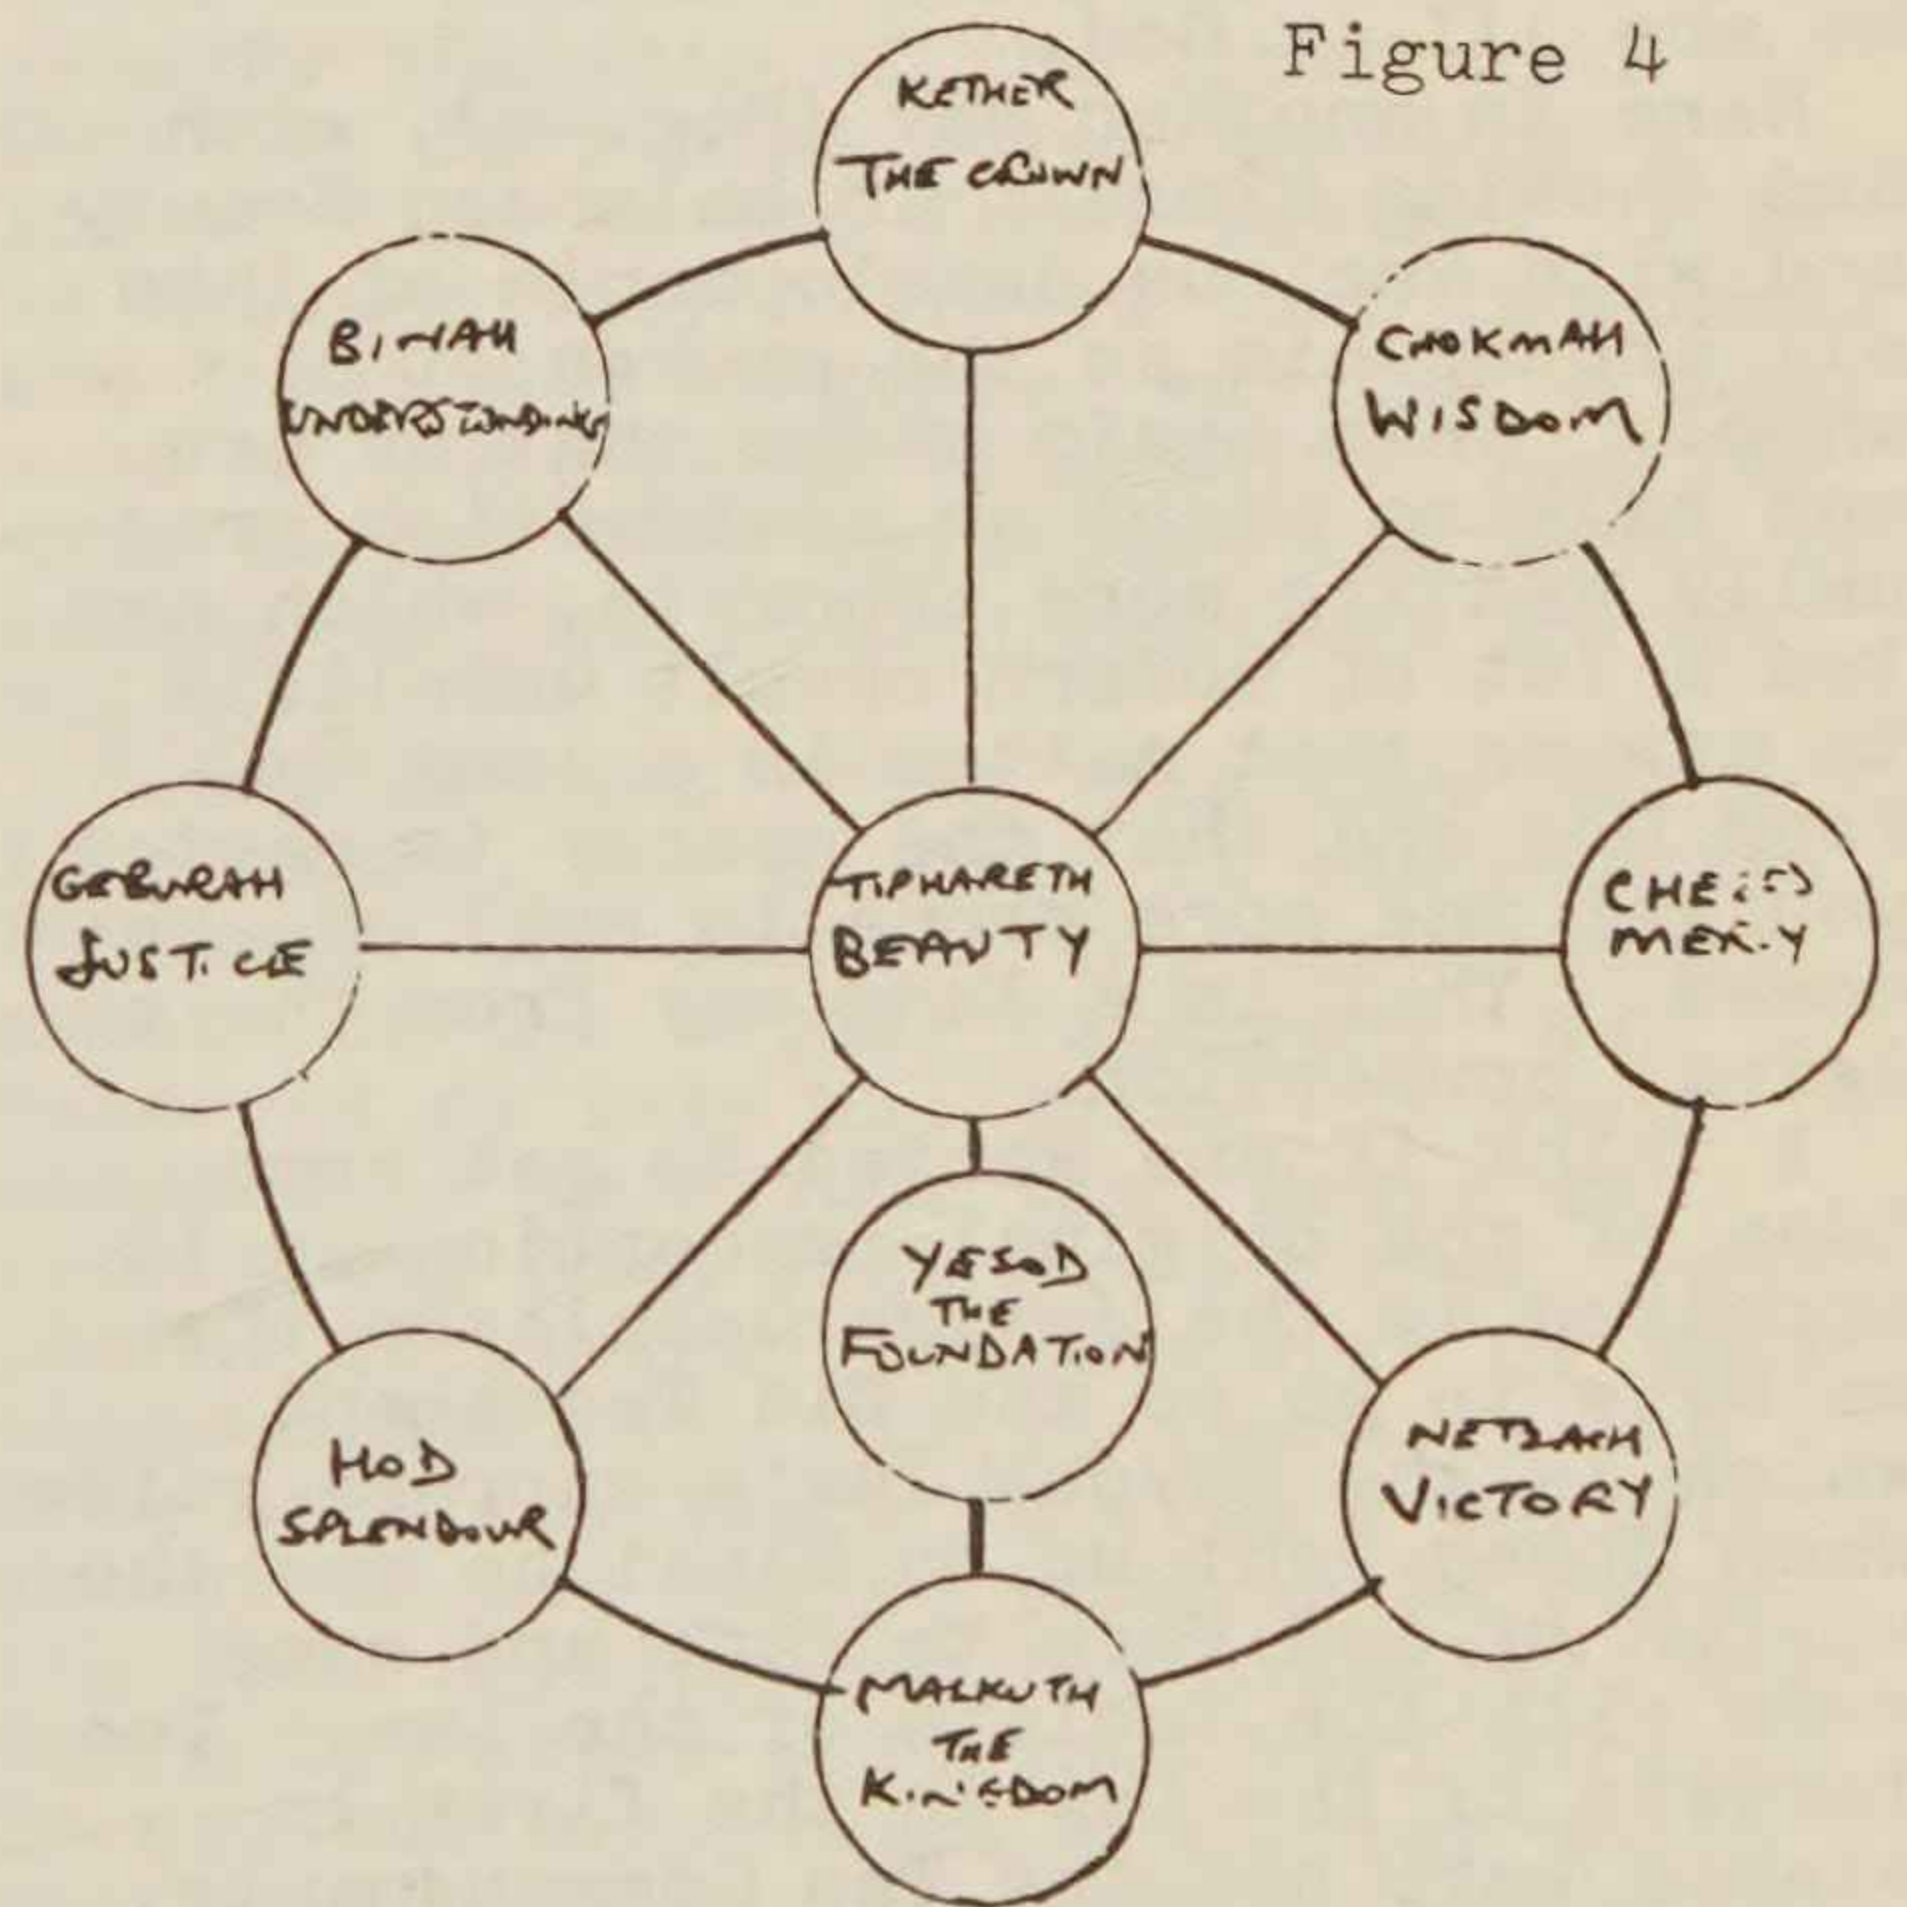 Figure 4
KETHER
THE CROWN
BINAH
UNDERSTANDING
CHOKMAH
WISDOM
GEBURAH
JUSTICE
TIPHARETH
BEAUTY
CHESED
MERCY
YESOD
THE
FOUNDATION
HOD
SPLENDOUR
NETZACH
VICTORY
MALKUTH
THE
KINGDOM